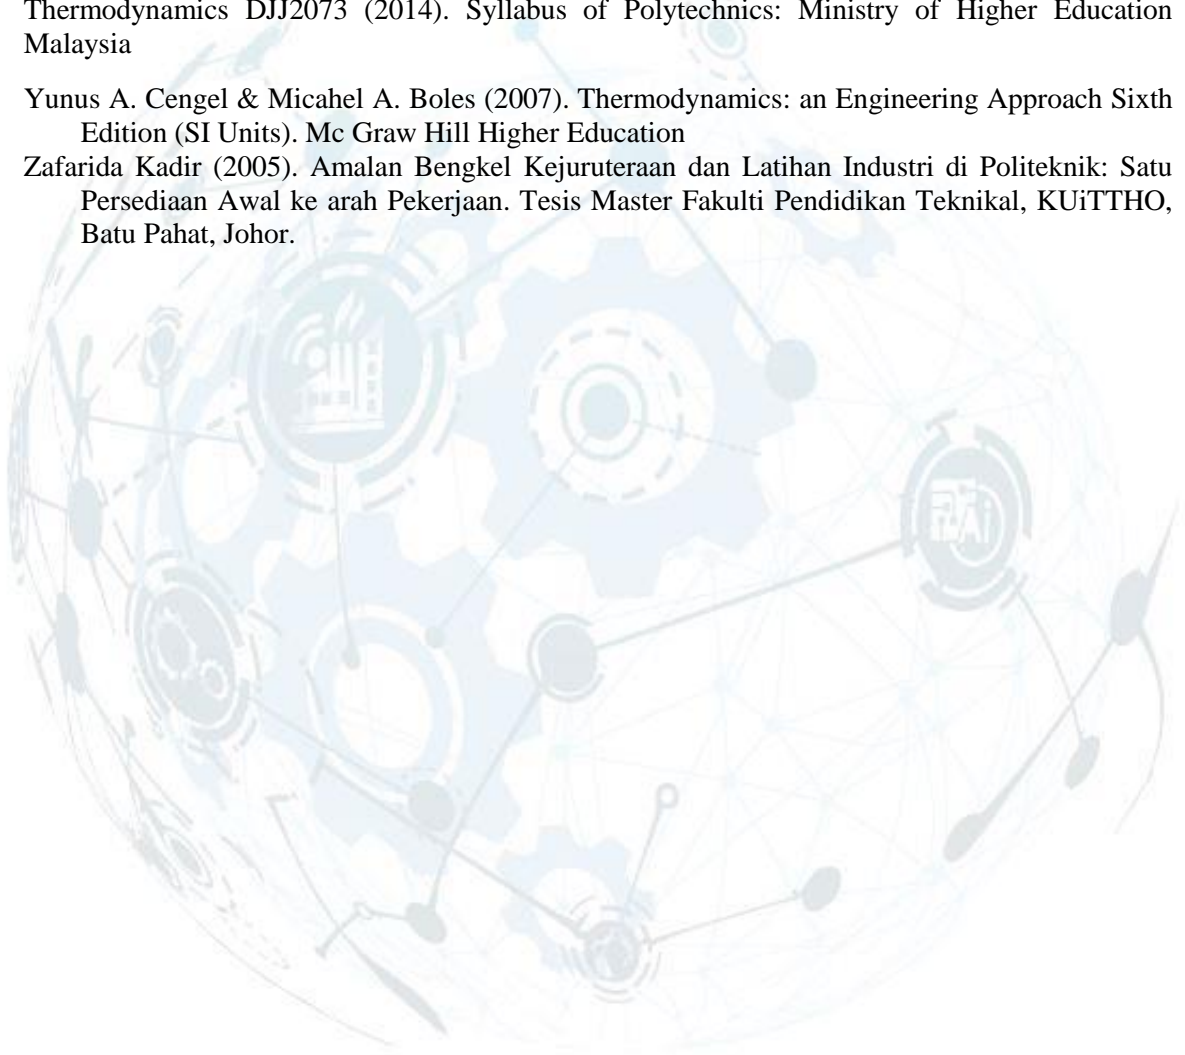 Thermodynamics DJJ2073 (2014). Syllabus of Polytechnics: Ministry of Higher Education
Malaysia
Yunus A. Cengel & Micahel A. Boles (2007). Thermodynamics: an Engineering Approach Sixth
Edition (SI Units). Mc Graw Hill Higher Education
Zafarida Kadir (2005). Amalan Bengkel Kejuruteraan dan Latihan Industri di Politeknik: Satu
Persediaan Awal ke arah Pekerjaan. Tesis Master Fakulti Pendidikan Teknikal, KUiTTHO,
Batu Pahat, Johor.